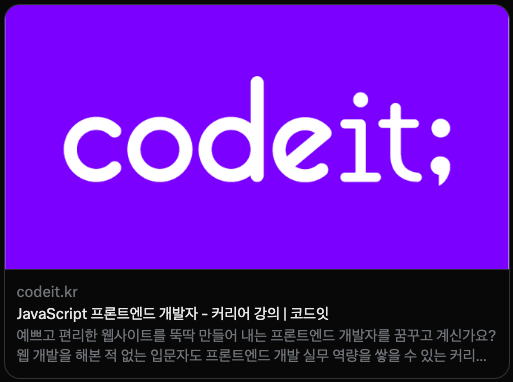 codeit;
codeit.kr
JavaScript 프론트엔드 개발자 - 커리어 강의 | 코드잇
예쁘고 편리한 웹사이트를 뚝딱 만들어 내는 프론트엔드 개발자를 꿈꾸고 계신가요?
웹 개발을 해본 적 없는 입문자도 프론트엔드 개발 실무 역량을 쌓을 수 있는 커리...